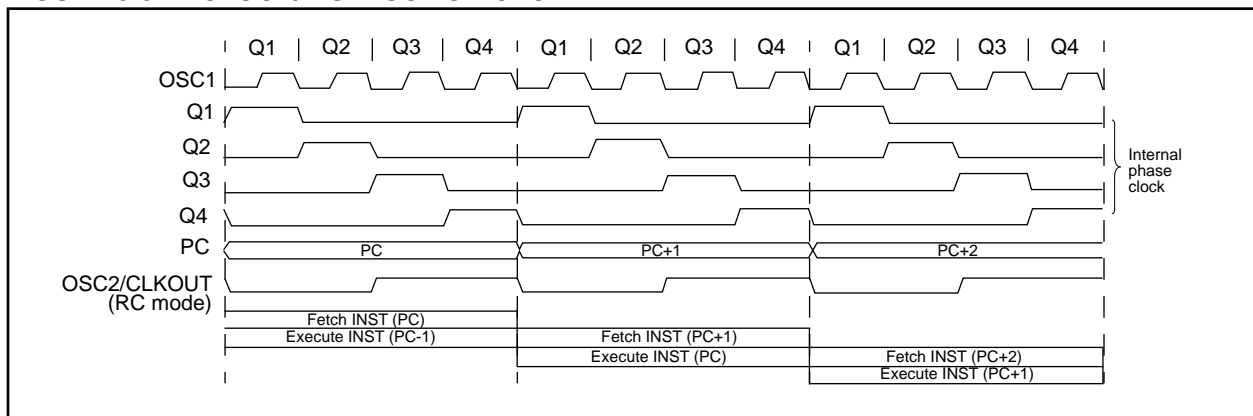 Q1 | Q2 | Q3 | Q4 | Q1 | Q2 | Q3 | Q4 | Q1 | Q2 | Q3 | Q4
OSC1
Q1
Q2
Q3
Q4
Internal
phase
clock
PC
PC
PC+1
PC+2
OSC2/CLKOUT
(RC mode)
Fetch INST (PC)
Execute INST (PC-1)
Fetch INST (PC+1)
Execute INST (PC)
Fetch INST (PC+2)
Execute INST (PC+1)